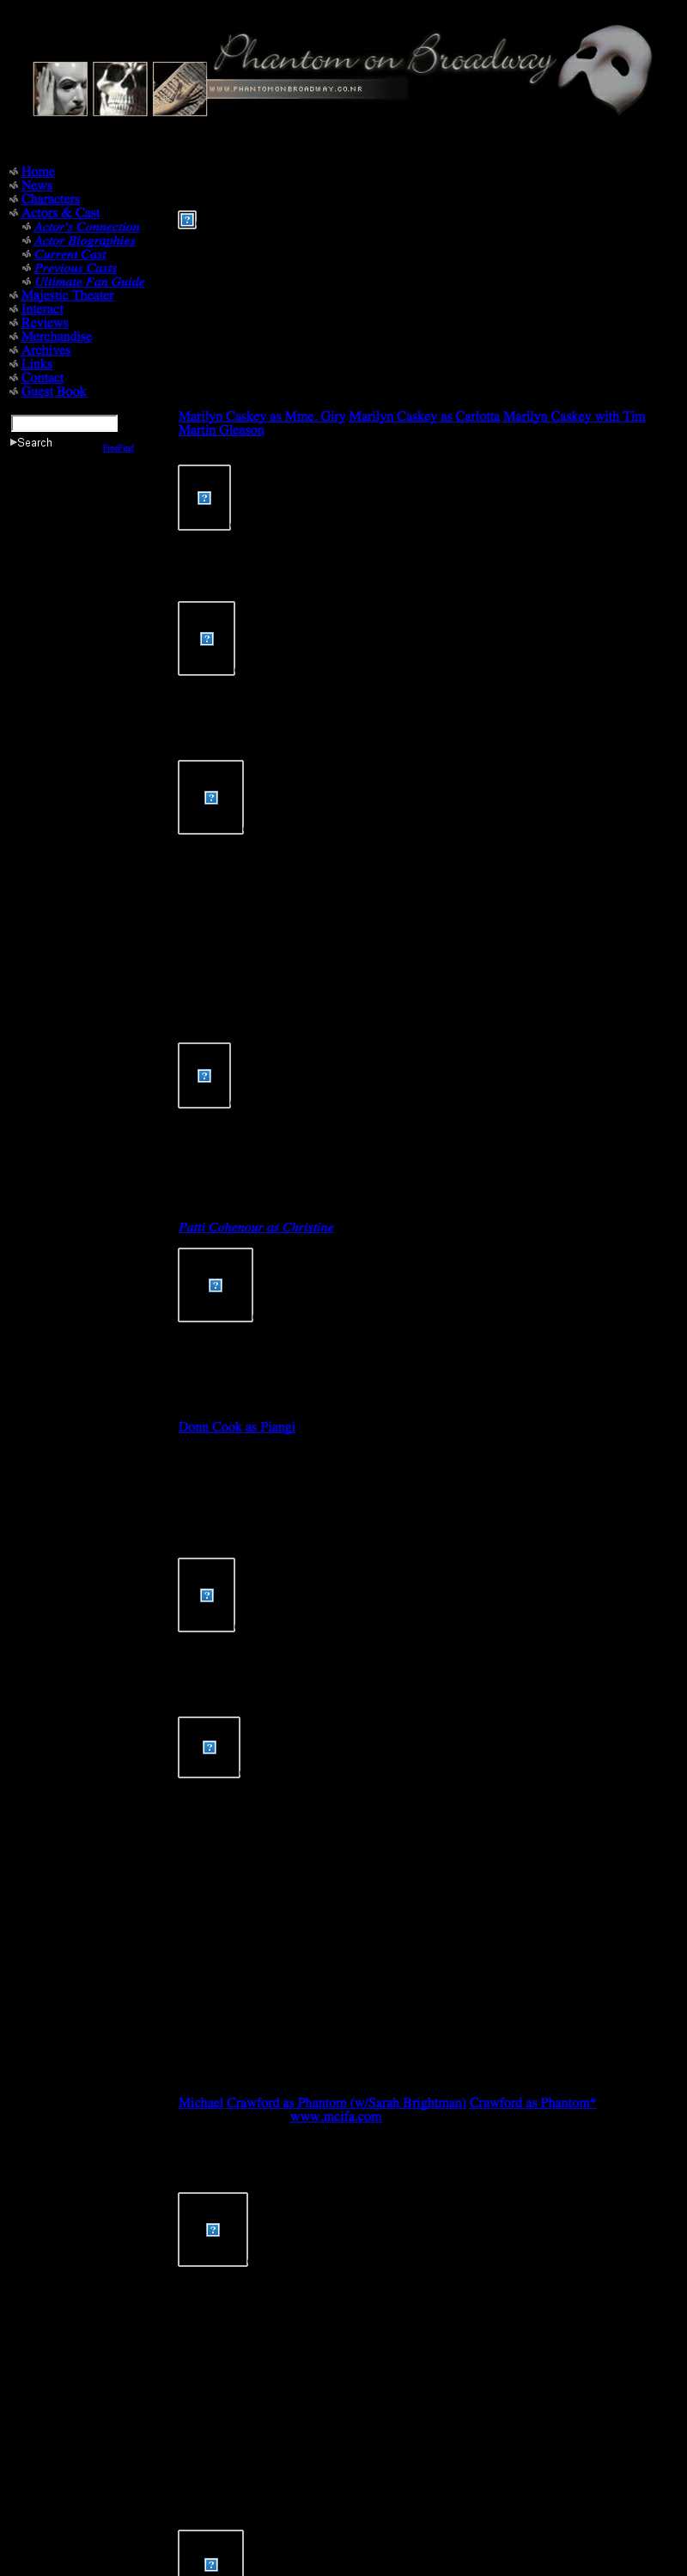 Phantom on Broadway
WWW.PHANTOMONBROADWAY.CO.NR
Home
News
Characters
Actors & Cast
Actor's Connection
Actor Biographies
Current Cast
Previous Casts
Ultimate Fan Guide
Majestic Theater
Interact
Reviews
Merchandise
Archives
Links
Contact
Guest Book
Search
Marilyn Caskey as Mme. Giry Marilyn Caskey as Carlotta Marilyn Caskey with Tim
Martin Gleason
Patti Cohenour as Christine
Donn Cook as Piangi
Michael Crawford as Phantom (w/Sarah Brightman) Crawford as Phantom*
www.mcifa.com